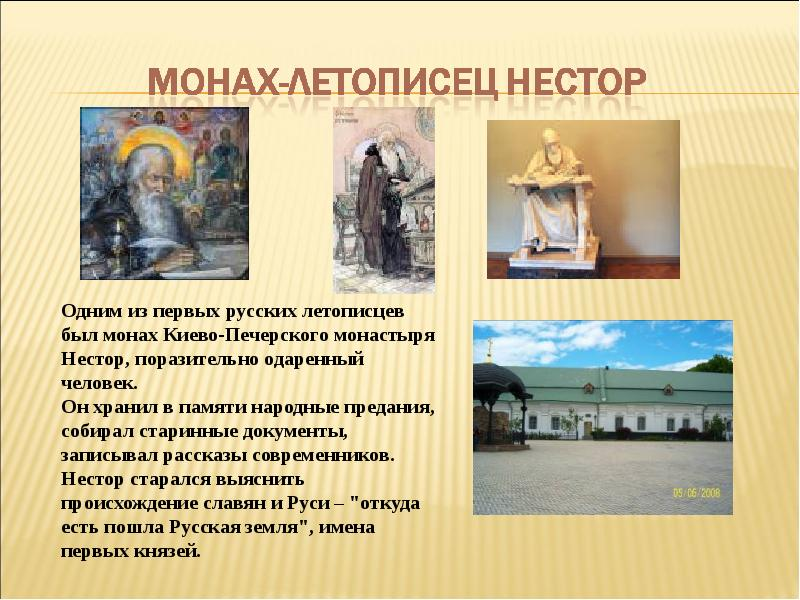 МОНАХ-ЛЕТОПИСЕЦ НЕСТОР
Одним из первых русских летописцев
был монах Киево-Печерского монастыря
Нестор, поразительно одаренный
человек.
Он хранил в памяти народные предания,
собирал старинные документы,
записывал рассказы современников.
Нестор старался выяснить
происхождение славян и Руси – "откуда
есть пошла Русская земля", имена
первых князей.
05/06/2008